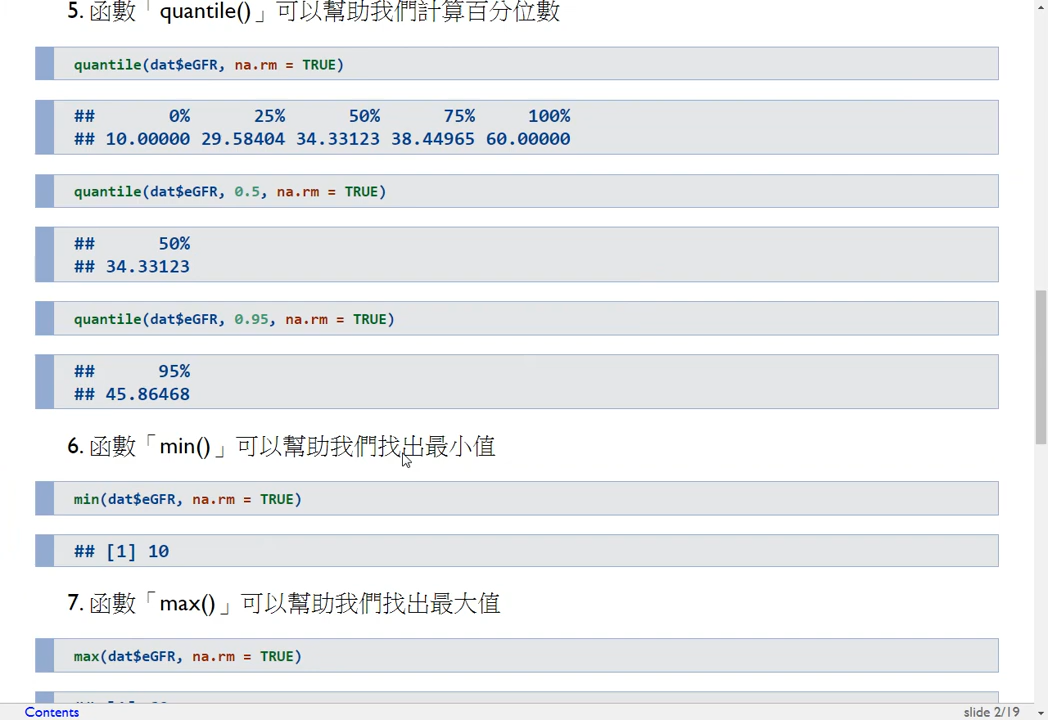 5. 函數「quantile()」可以幫助我們計算百分位數
quantile(dat$eGFR, na.rm = TRUE)
##        0%      25%      50%      75%     100%
## 10.00000 29.58404 34.33123 38.44965 60.00000
quantile(dat$eGFR, 0.5, na.rm = TRUE)
##      50%
## 34.33123
quantile(dat$eGFR, 0.95, na.rm = TRUE)
##      95%
## 45.86468
6. 函數「min()」可以幫助我們找出最小值
min(dat$eGFR, na.rm = TRUE)
## [1] 10
7. 函數「max()」可以幫助我們找出最大值
max(dat$eGFR, na.rm = TRUE)
Contents
slide 2/19